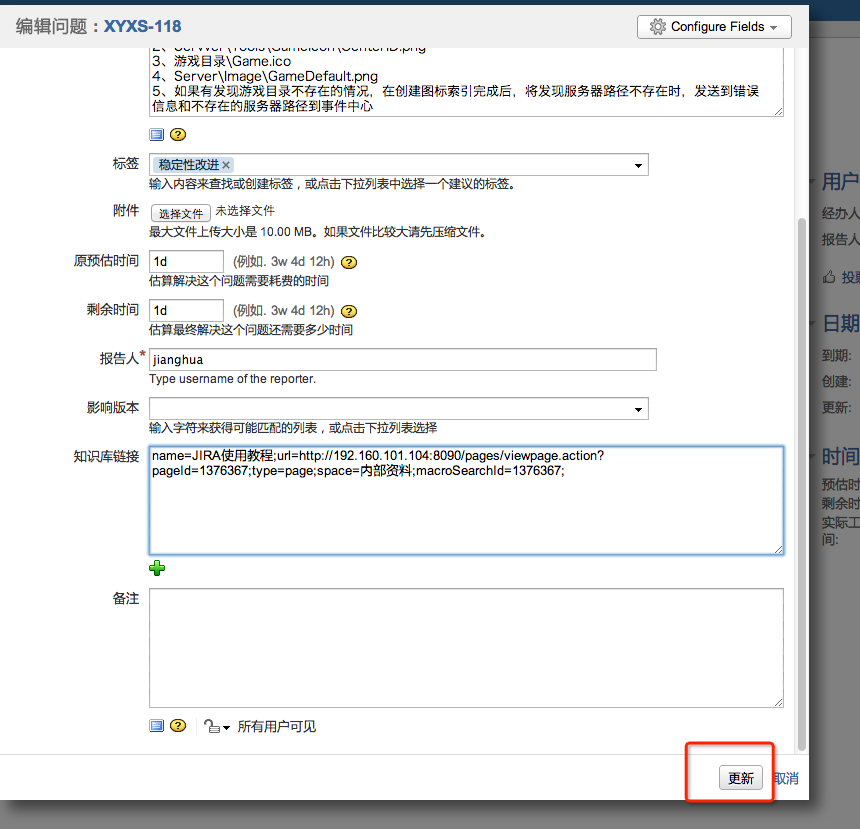 编辑问题：XYXS-118
Configure Fields
3、游戏目录\Game.ico
4、Server\Image\GameDefault.png
5、如果有发现游戏目录不存在的情况，在创建图标索引完成后，将发现服务器路径不存在时，发送到错误
信息和不存在的服务器路径到事件中心
标签
稳定性改进
输入内容来查找或创建标签，或点击下拉列表中选择一个建议的标签。
附件
选择文件 未选择文件
最大文件上传大小是 10.00 MB。如果文件比较大请先压缩文件。
原预估时间
1d (例如. 3w 4d 12h)
估算解决这个问题需要耗费的时间
剩余时间
1d (例如. 3w 4d 12h)
估算最终解决这个问题还需要多少时间
报告人*
jianghua
Type username of the reporter.
影响版本
输入字符来获得可能匹配的列表，或点击下拉列表选择
知识库链接
name=JIRA使用教程;url=http://192.160.101.104:8090/pages/viewpage.action?
pageId=1376367;type=page;space=内部资料;macroSearchId=1376367;
备注
所有用户可见
更新
取消
用户
经办人
报告人
投票
日期
到期:
创建:
更新:
时间
预估时
剩余时
实际工
间: